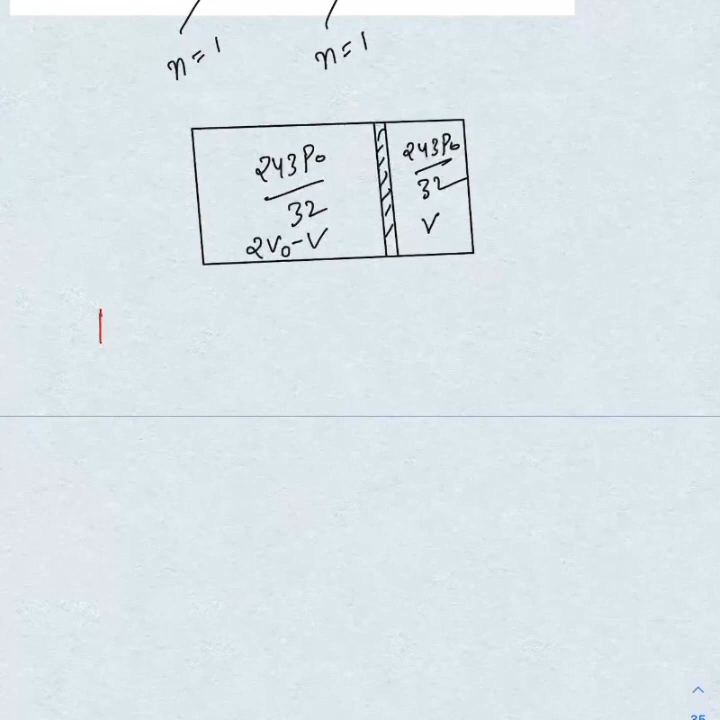 n = 1
n = 1
243P₀
32
2V₀-V
243P₀
32
V